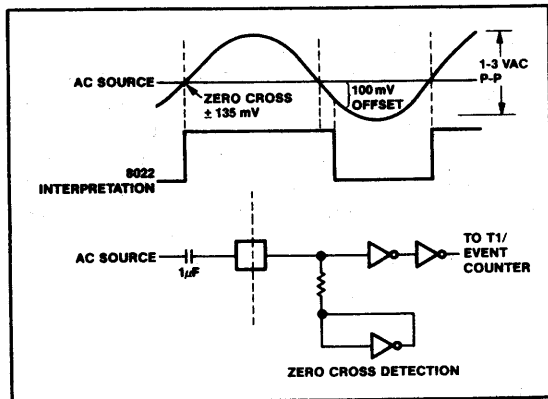 AC SOURCE
ZERO CROSS
± 135 mV
100 mV
OFFSET
1-3 VAC
P-P
8022
INTERPRETATION
AC SOURCE
1μF
TO T1/
EVENT
COUNTER
ZERO CROSS DETECTION